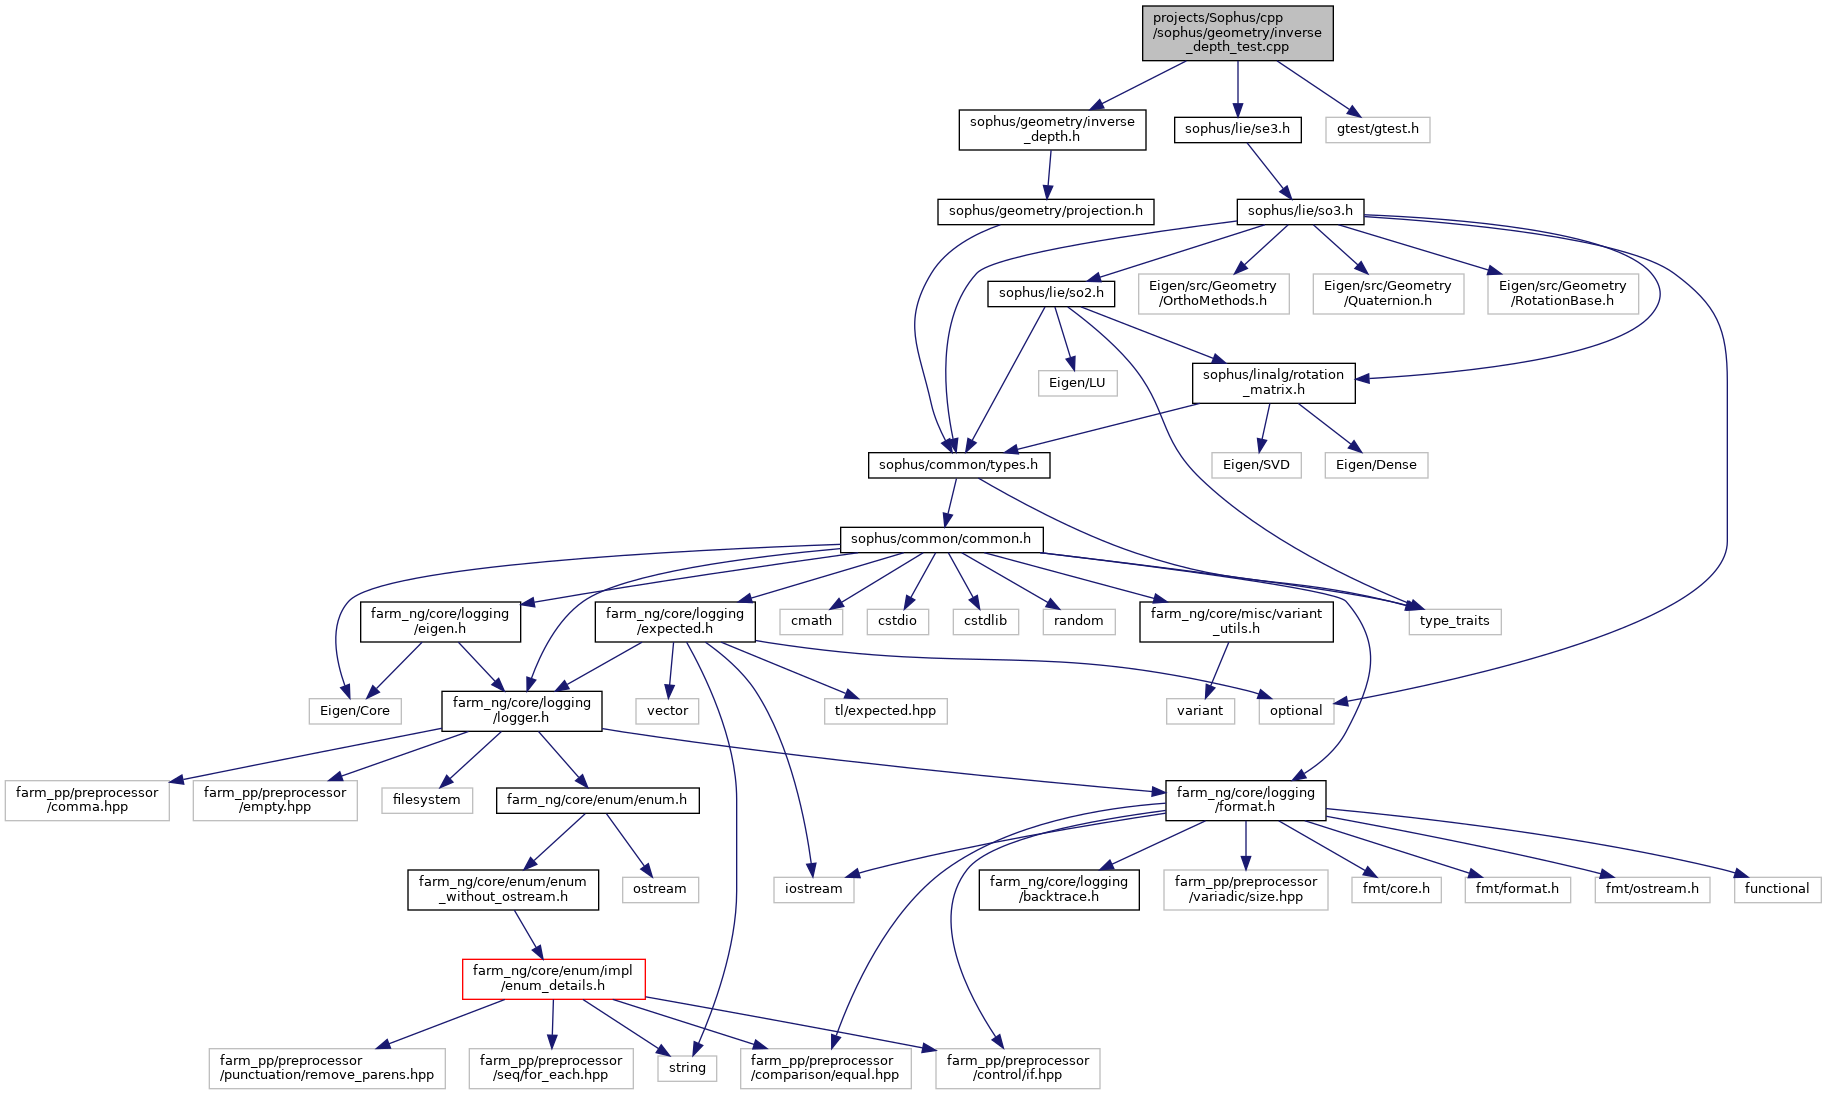 projects/Sophus/cpp
/sophus/geometry/inverse
_depth_test.cpp
sophus/geometry/inverse
_depth.h
sophus/lie/se3.h
gtest/gtest.h
sophus/geometry/projection.h
sophus/lie/so3.h
sophus/lie/so2.h
Eigen/src/Geometry
/OrthoMethods.h
Eigen/src/Geometry
/Quaternion.h
Eigen/src/Geometry
/RotationBase.h
Eigen/LU
sophus/linalg/rotation
_matrix.h
sophus/common/types.h
Eigen/SVD
Eigen/Dense
sophus/common/common.h
farm_ng/core/logging
/eigen.h
farm_ng/core/logging
/expected.h
cmath
cstdio
cstdlib
random
farm_ng/core/misc/variant
_utils.h
type_traits
Eigen/Core
farm_ng/core/logging
/logger.h
vector
tl/expected.hpp
variant
optional
farm_pp/preprocessor
/comma.hpp
farm_pp/preprocessor
/empty.hpp
filesystem
farm_ng/core/enum/enum.h
farm_ng/core/logging
/format.h
farm_ng/core/enum/enum
_without_ostream.h
ostream
iostream
farm_ng/core/logging
/backtrace.h
farm_pp/preprocessor
/variadic/size.hpp
fmt/core.h
fmt/format.h
fmt/ostream.h
functional
farm_ng/core/enum/impl
/enum_details.h
farm_pp/preprocessor
/punctuation/remove_parens.hpp
farm_pp/preprocessor
/seq/for_each.hpp
string
farm_pp/preprocessor
/comparison/equal.hpp
farm_pp/preprocessor
/control/if.hpp